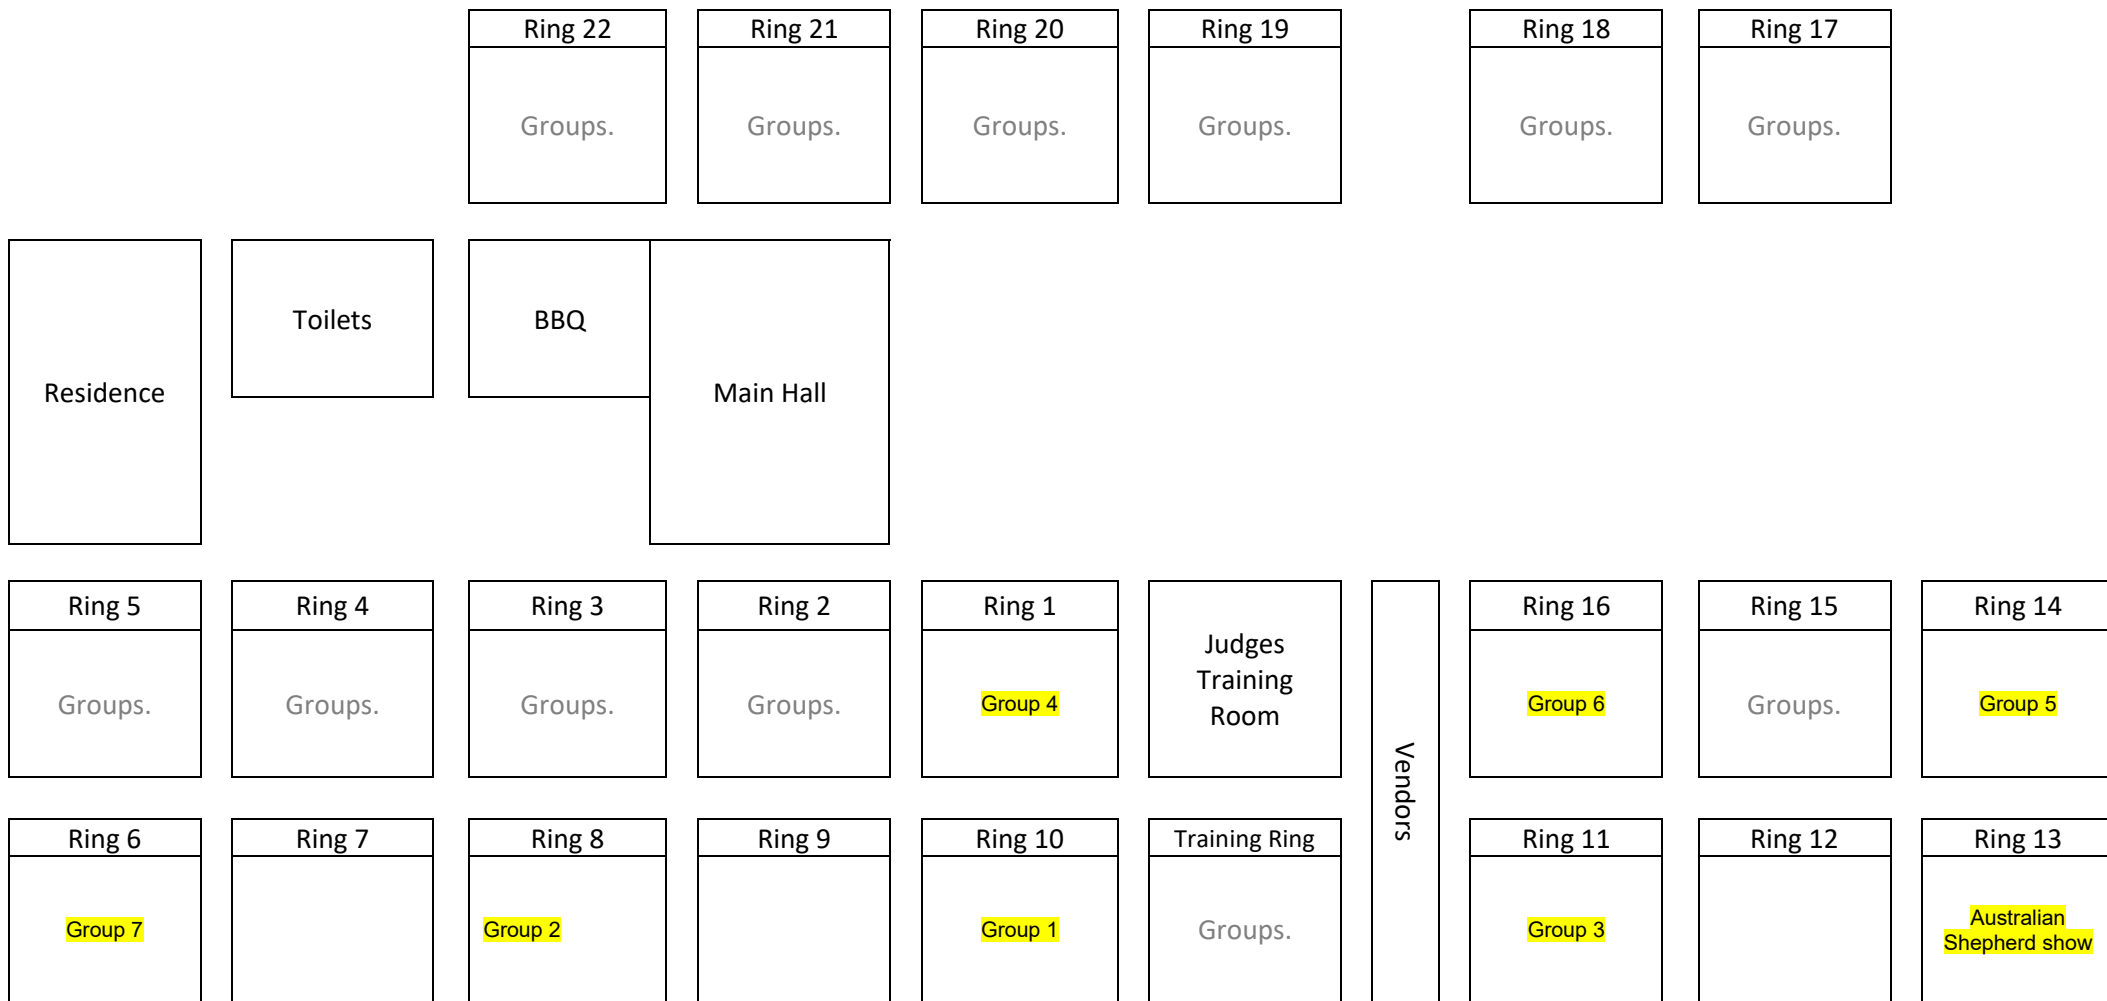 Ring 22
Ring 21
Ring 20
Ring 19
Ring 18
Ring 17
Groups.
Groups.
Groups.
Groups.
Groups.
Groups.
Residence
Toilets
BBQ
Main Hall
Ring 5
Ring 4
Ring 3
Ring 2
Ring 1
Judges
Training
Room
Vendors
Ring 16
Ring 15
Ring 14
Groups.
Groups.
Groups.
Groups.
Group 4
Group 6
Groups.
Group 5
Ring 6
Ring 7
Ring 8
Ring 9
Ring 10
Training Ring
Ring 11
Ring 12
Ring 13
Group 7
Group 2
Group 1
Groups.
Group 3
Australian
Shepherd show